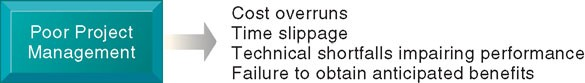 Poor Project
Management
Cost overruns
Time slippage
Technical shortfalls impairing performance
Failure to obtain anticipated benefits